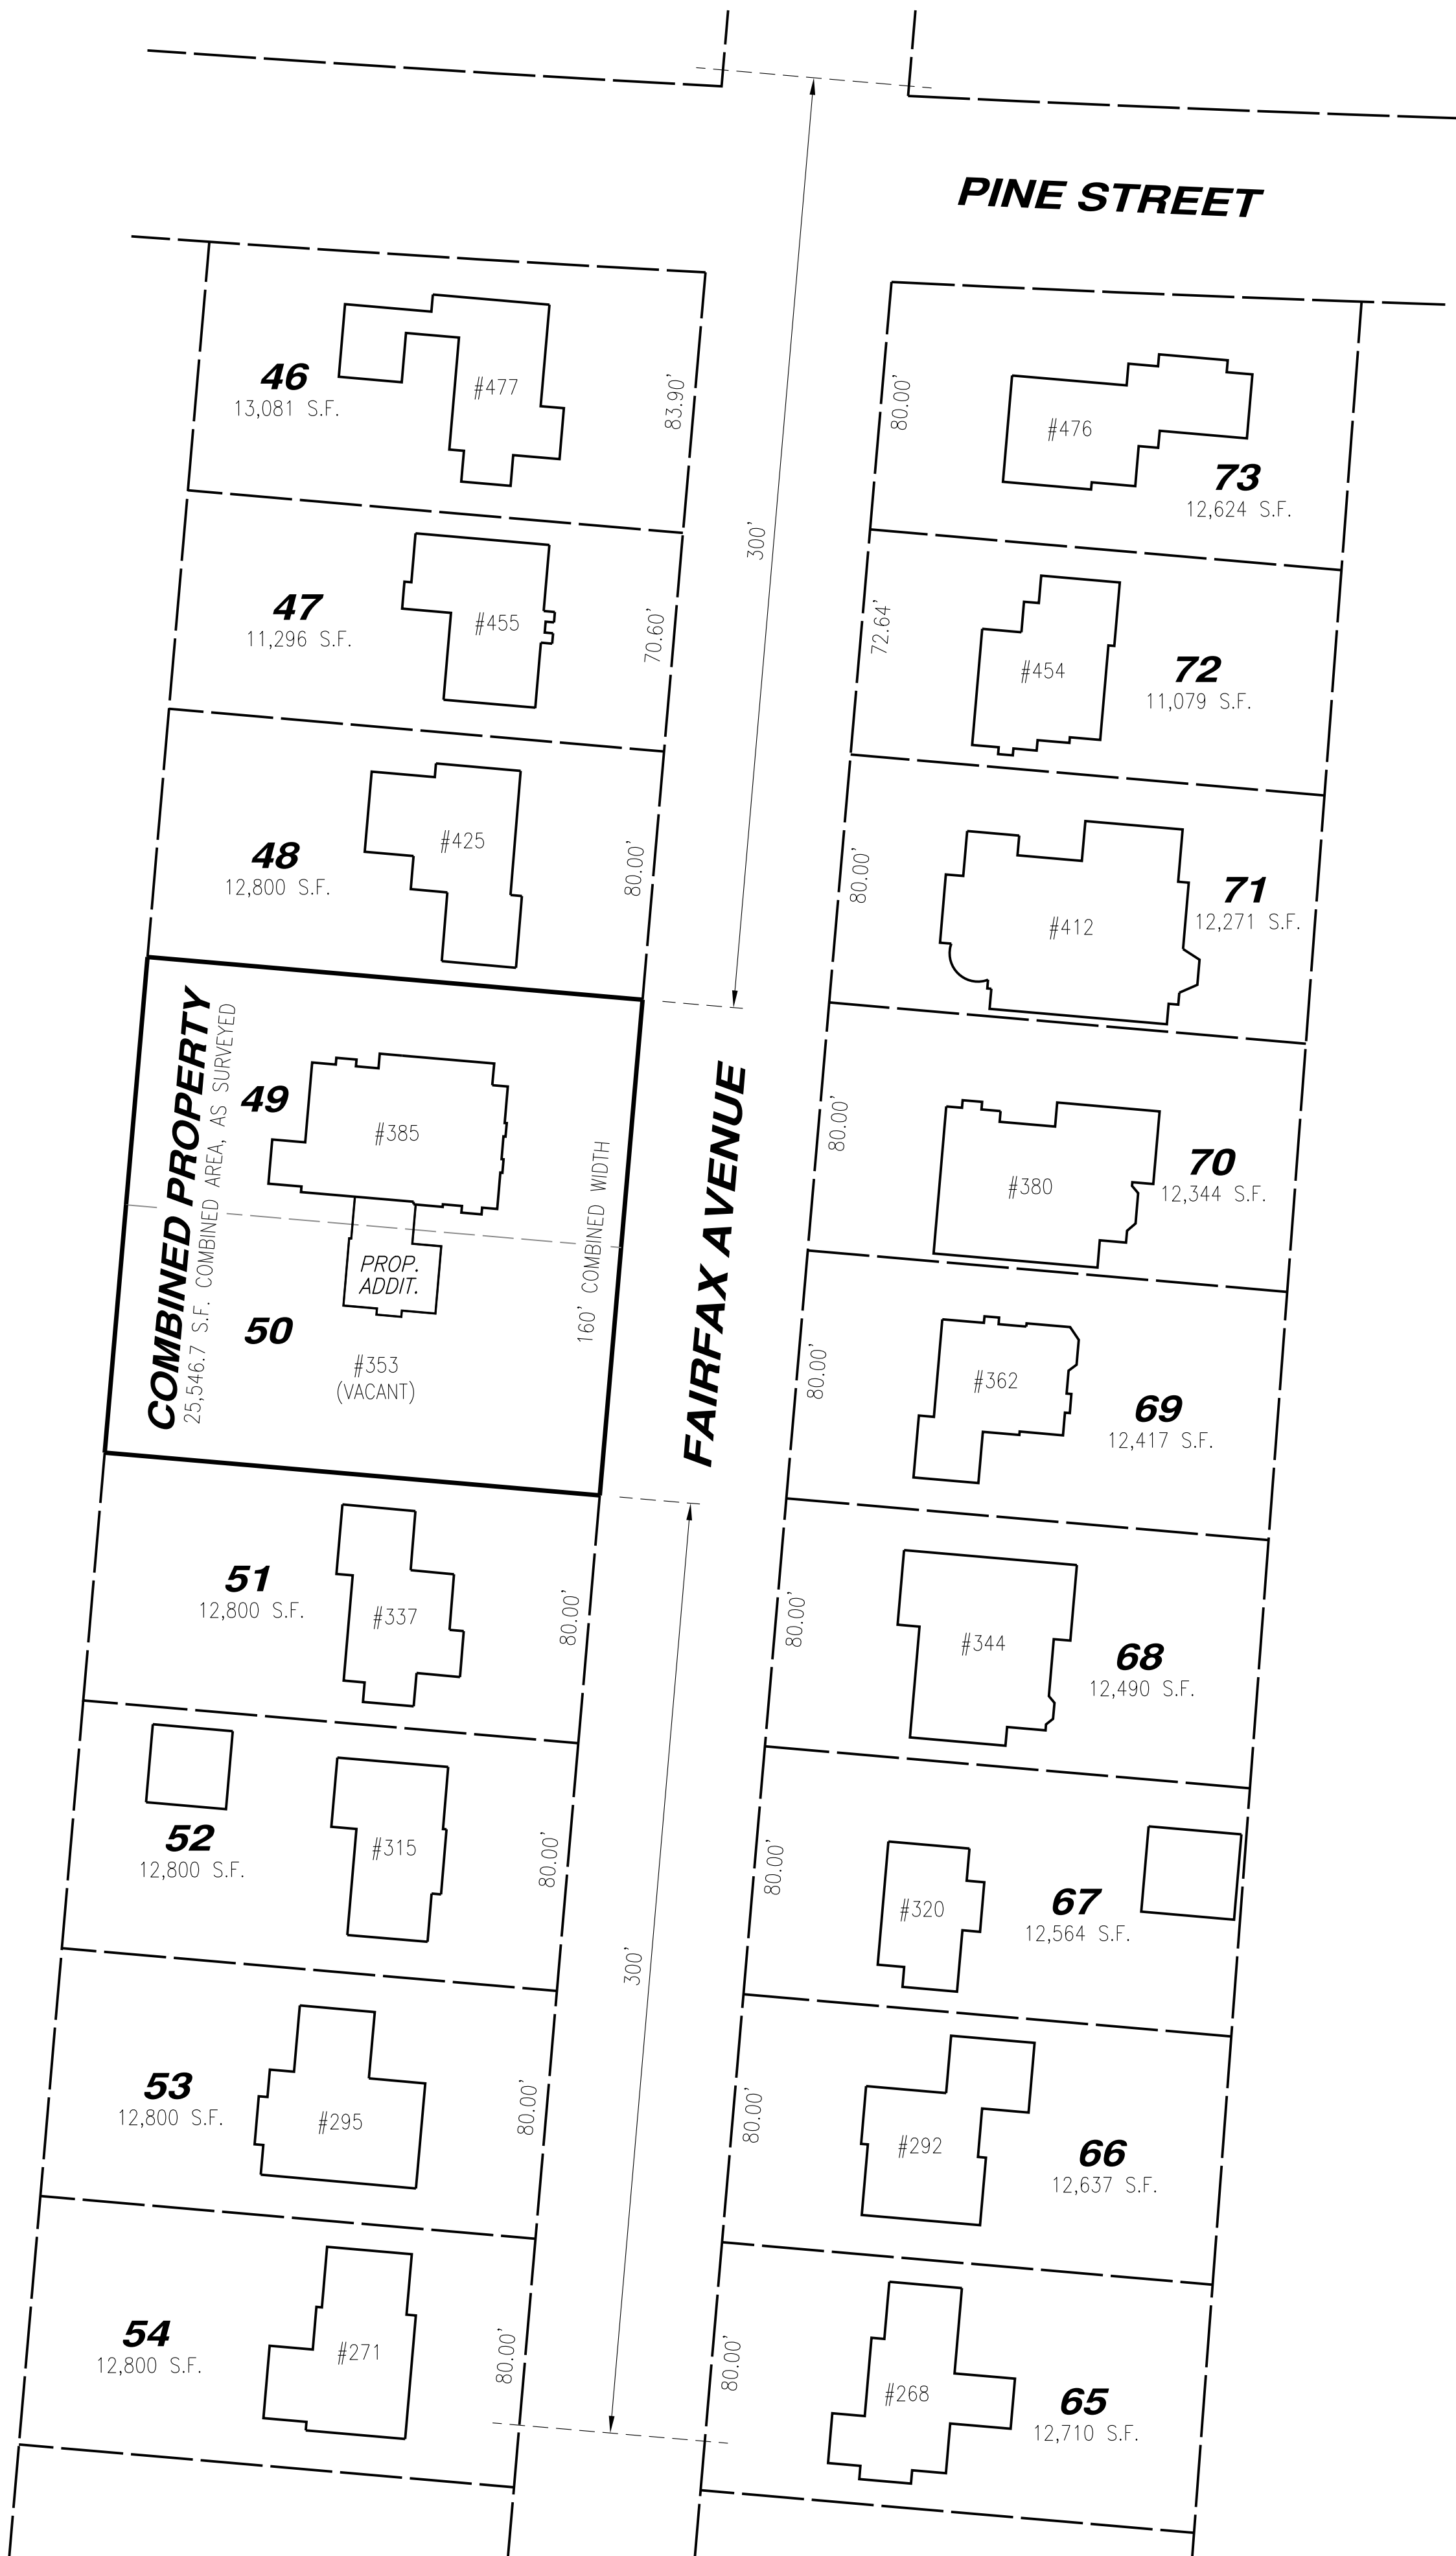 PINE STREET
46
13,081 S.F.
#477
83.90'
80.00'
#476
73
12,624 S.F.
300'
47
11,296 S.F.
#455
70.60'
72.64'
#454
72
11,079 S.F.
48
12,800 S.F.
#425
80.00'
80.00'
#412
71
12,271 S.F.
COMBINED PROPERTY
25,546.7 S.F. COMBINED AREA, AS SURVEYED
49
#385
PROP.
ADDIT.
50
#353
(VACANT)
160' COMBINED WIDTH
FAIRFAX AVENUE
80.00'
#380
70
12,344 S.F.
80.00'
#362
69
12,417 S.F.
51
12,800 S.F.
#337
80.00'
80.00'
#344
68
12,490 S.F.
52
12,800 S.F.
#315
80.00'
300'
80.00'
#320
67
12,564 S.F.
53
12,800 S.F.
#295
80.00'
80.00'
#292
66
12,637 S.F.
54
12,800 S.F.
#271
80.00'
80.00'
#268
65
12,710 S.F.